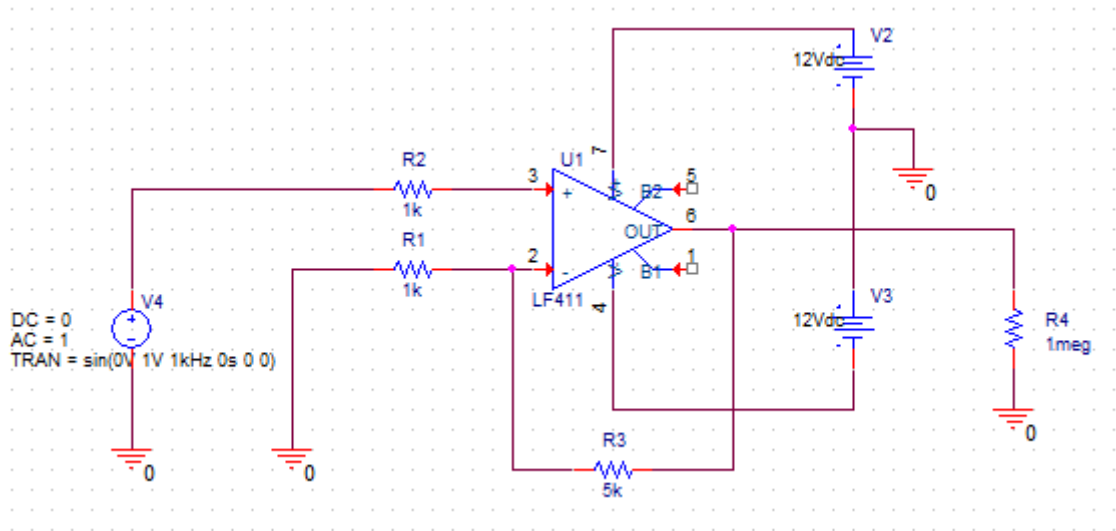 V2
12Vdc
+
-
0
R2
1k
U1
7
3
+
V+
B2
5
6
OUT
R1
1k
2
-
V-
B1
1
LF411
4
V3
12Vdc
+
-
R4
1meg
0
V4
+
-
DC = 0
AC = 1
TRAN = sin(0V 1V 1kHz 0s 0 0)
0
0
R3
5k